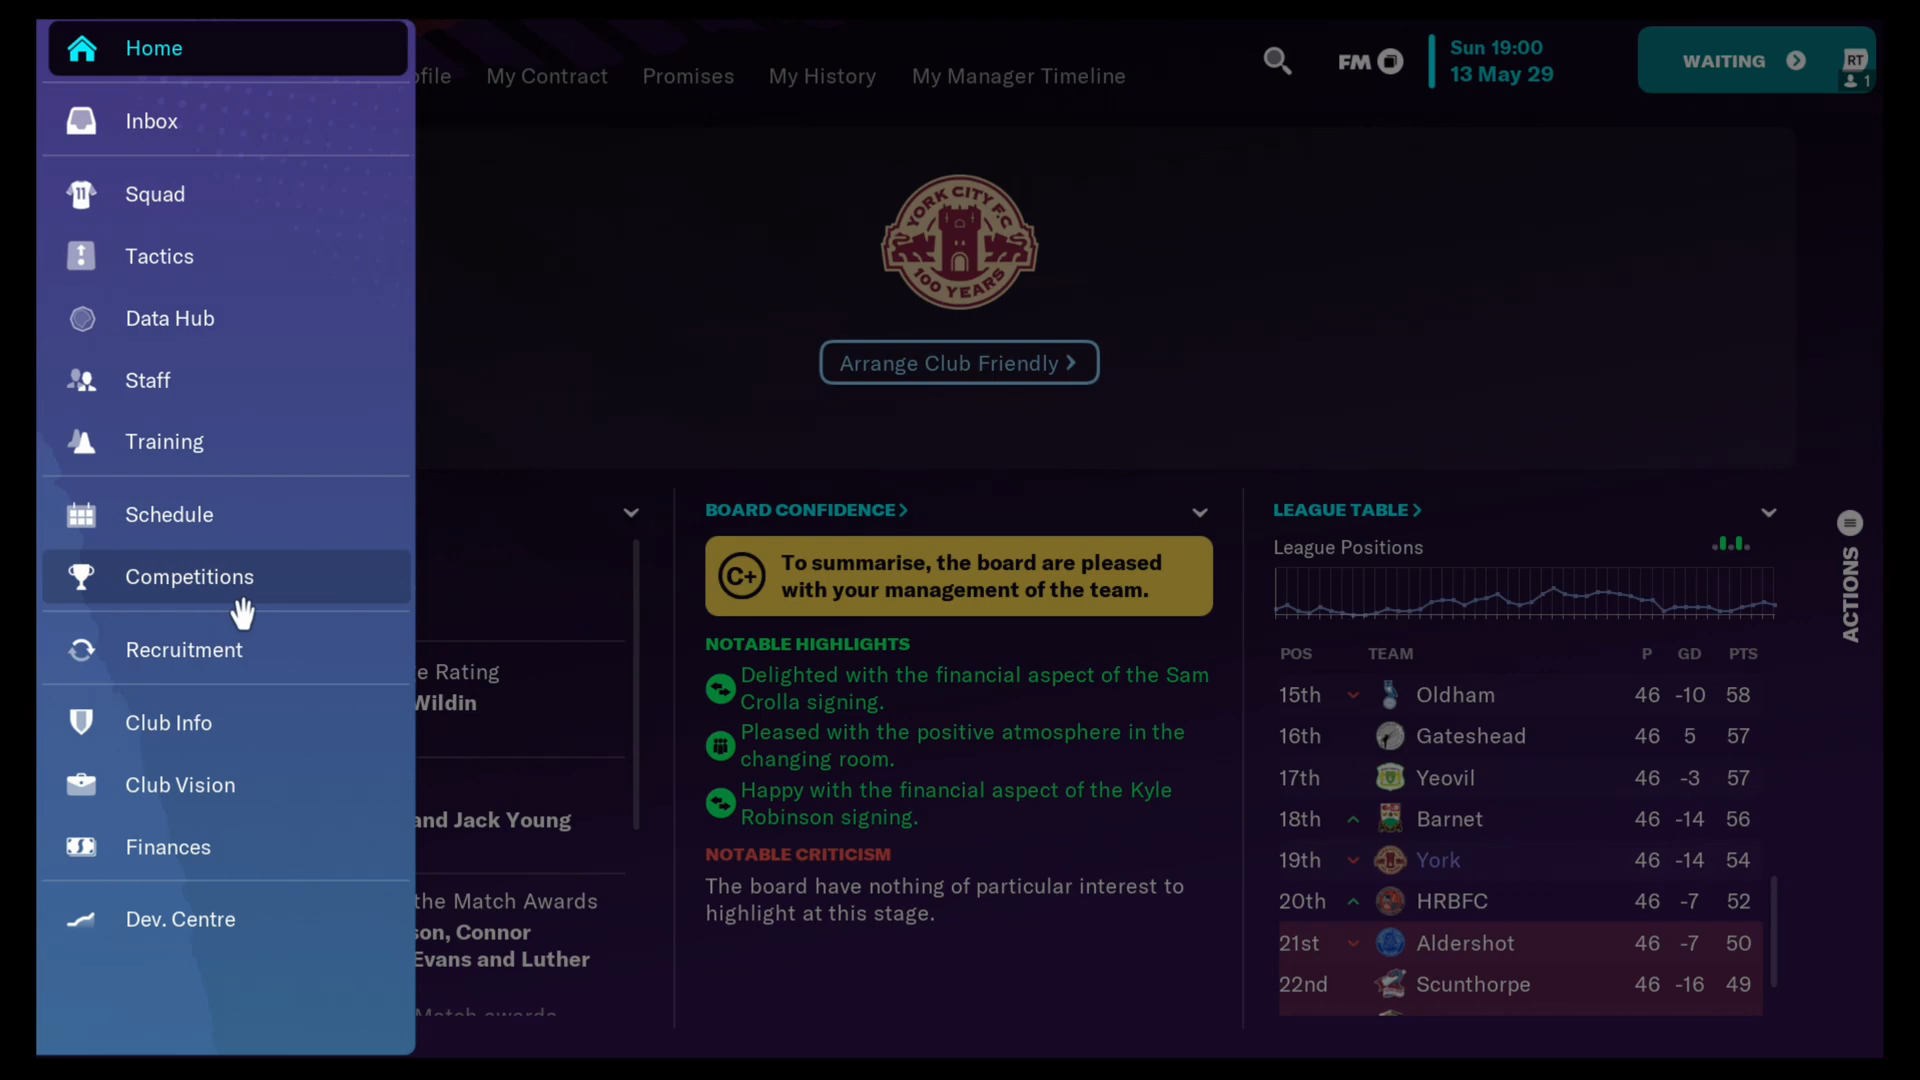 Home
Inbox
Squad
Tactics
Data Hub
Staff
Training
Schedule
Competitions
Recruitment
Club Info
Club Vision
Finances
Dev. Centre
My Contract
Promises
My History
My Manager Timeline
FM
Sun 19:00
13 May 29
WAITING
RT
1
YORK CITY F.C
100 YEARS
Arrange Club Friendly
Rating
Wildin
and Jack Young
the Match Awards
Connor
Evans and Luther
BOARD CONFIDENCE
C+
To summarise, the board are pleased
with your management of the team.
NOTABLE HIGHLIGHTS
Delighted with the financial aspect of the Sam
Crolla signing.
Pleased with the positive atmosphere in the
changing room.
Happy with the financial aspect of the Kyle
Robinson signing.
NOTABLE CRITICISM
The board have nothing of particular interest to
highlight at this stage.
LEAGUE TABLE
League Positions
POS TEAM P GD PTS
15th Oldham 46 -10 58
16th Gateshead 46 5 57
17th Yeovil 46 -3 57
18th Barnet 46 -14 56
19th York 46 -14 54
20th HRBFC 46 -7 52
21st Aldershot 46 -7 50
22nd Scunthorpe 46 -16 49
ACTIONS